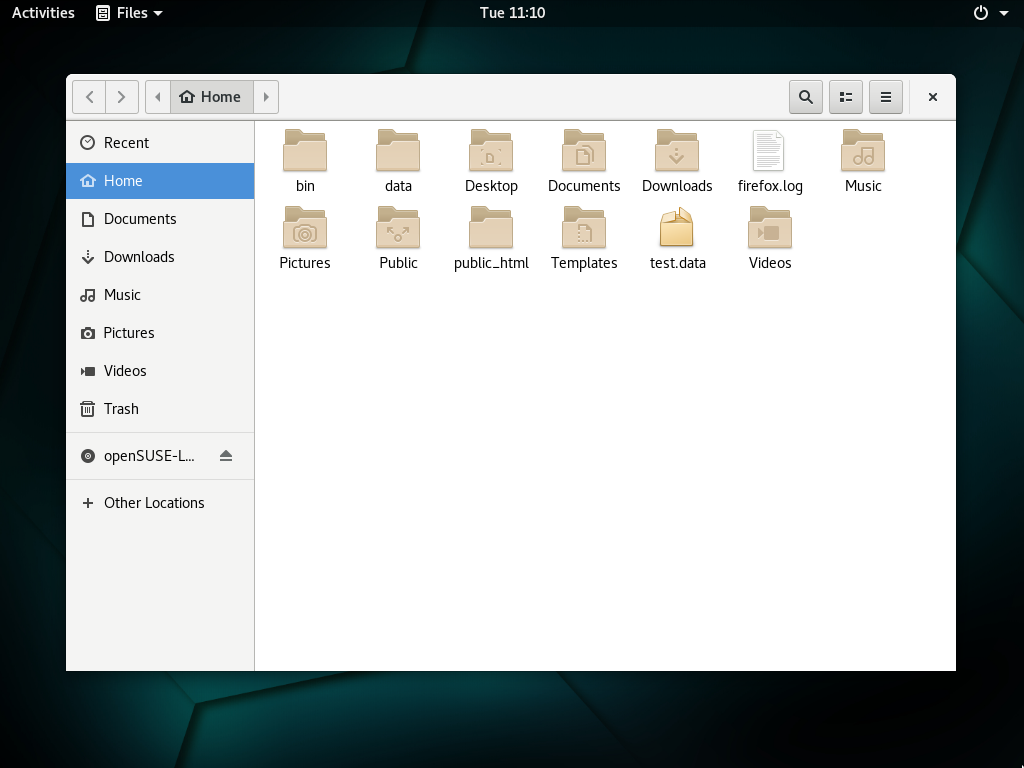 Activities Files Tue 11:10
Home
Recent
Home
Documents
Downloads
Music
Pictures
Videos
Trash
openSUSE-L...
Other Locations
bin data Desktop Documents Downloads firefox.log Music
Pictures Public public_html Templates test.data Videos